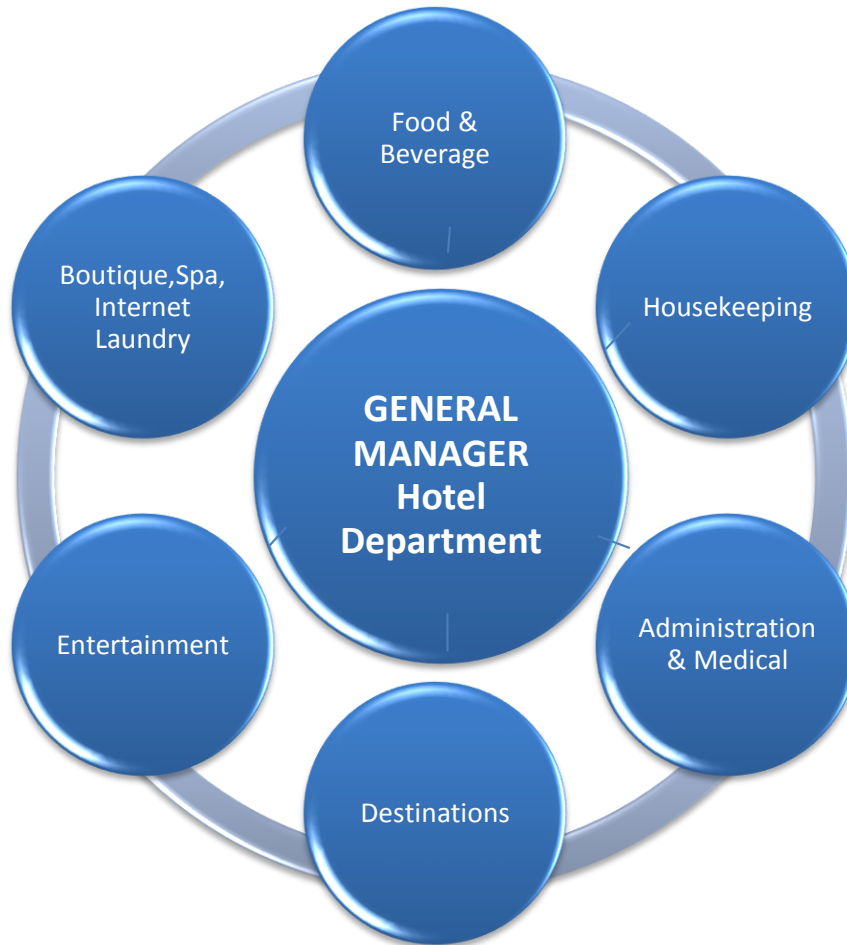 Food &
Beverage
Housekeeping
Administration
& Medical
Destinations
Entertainment
Boutique,Spa,
Internet
Laundry
GENERAL
MANAGER
Hotel
Department